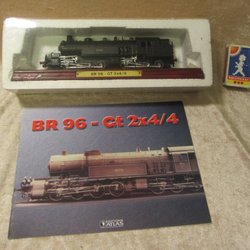 BR 96 - GT 2x4/4
BR 96 - Gt 2x4/4
ATLAS